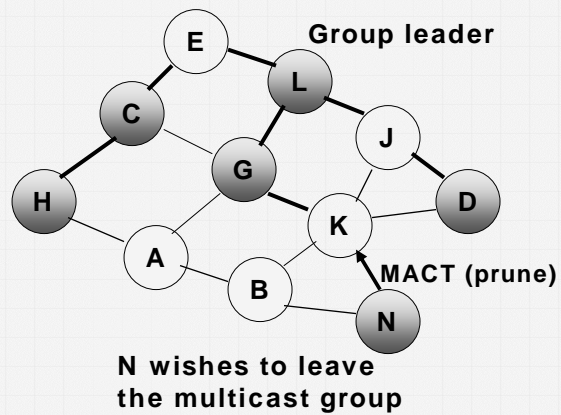 E
Group leader
L
C
J
G
H
D
K
A
MACT (prune)
B
N
N wishes to leave
the multicast group